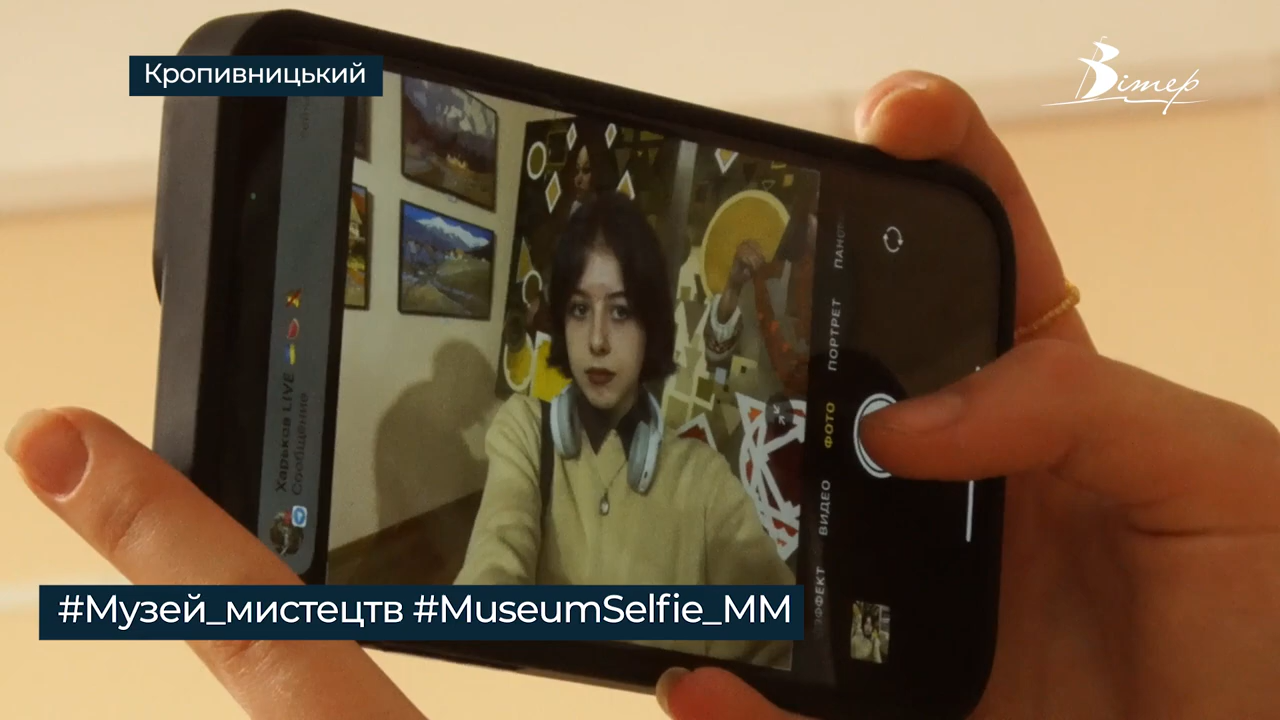 Кропивницький
Вітер
Харьков LIVE
Сообщение
ПАНО
ПОРТРЕТ
ФОТО
ВИДЕО
ЭФФЕКТ
#Музей_мистецтв #MuseumSelfie_MM